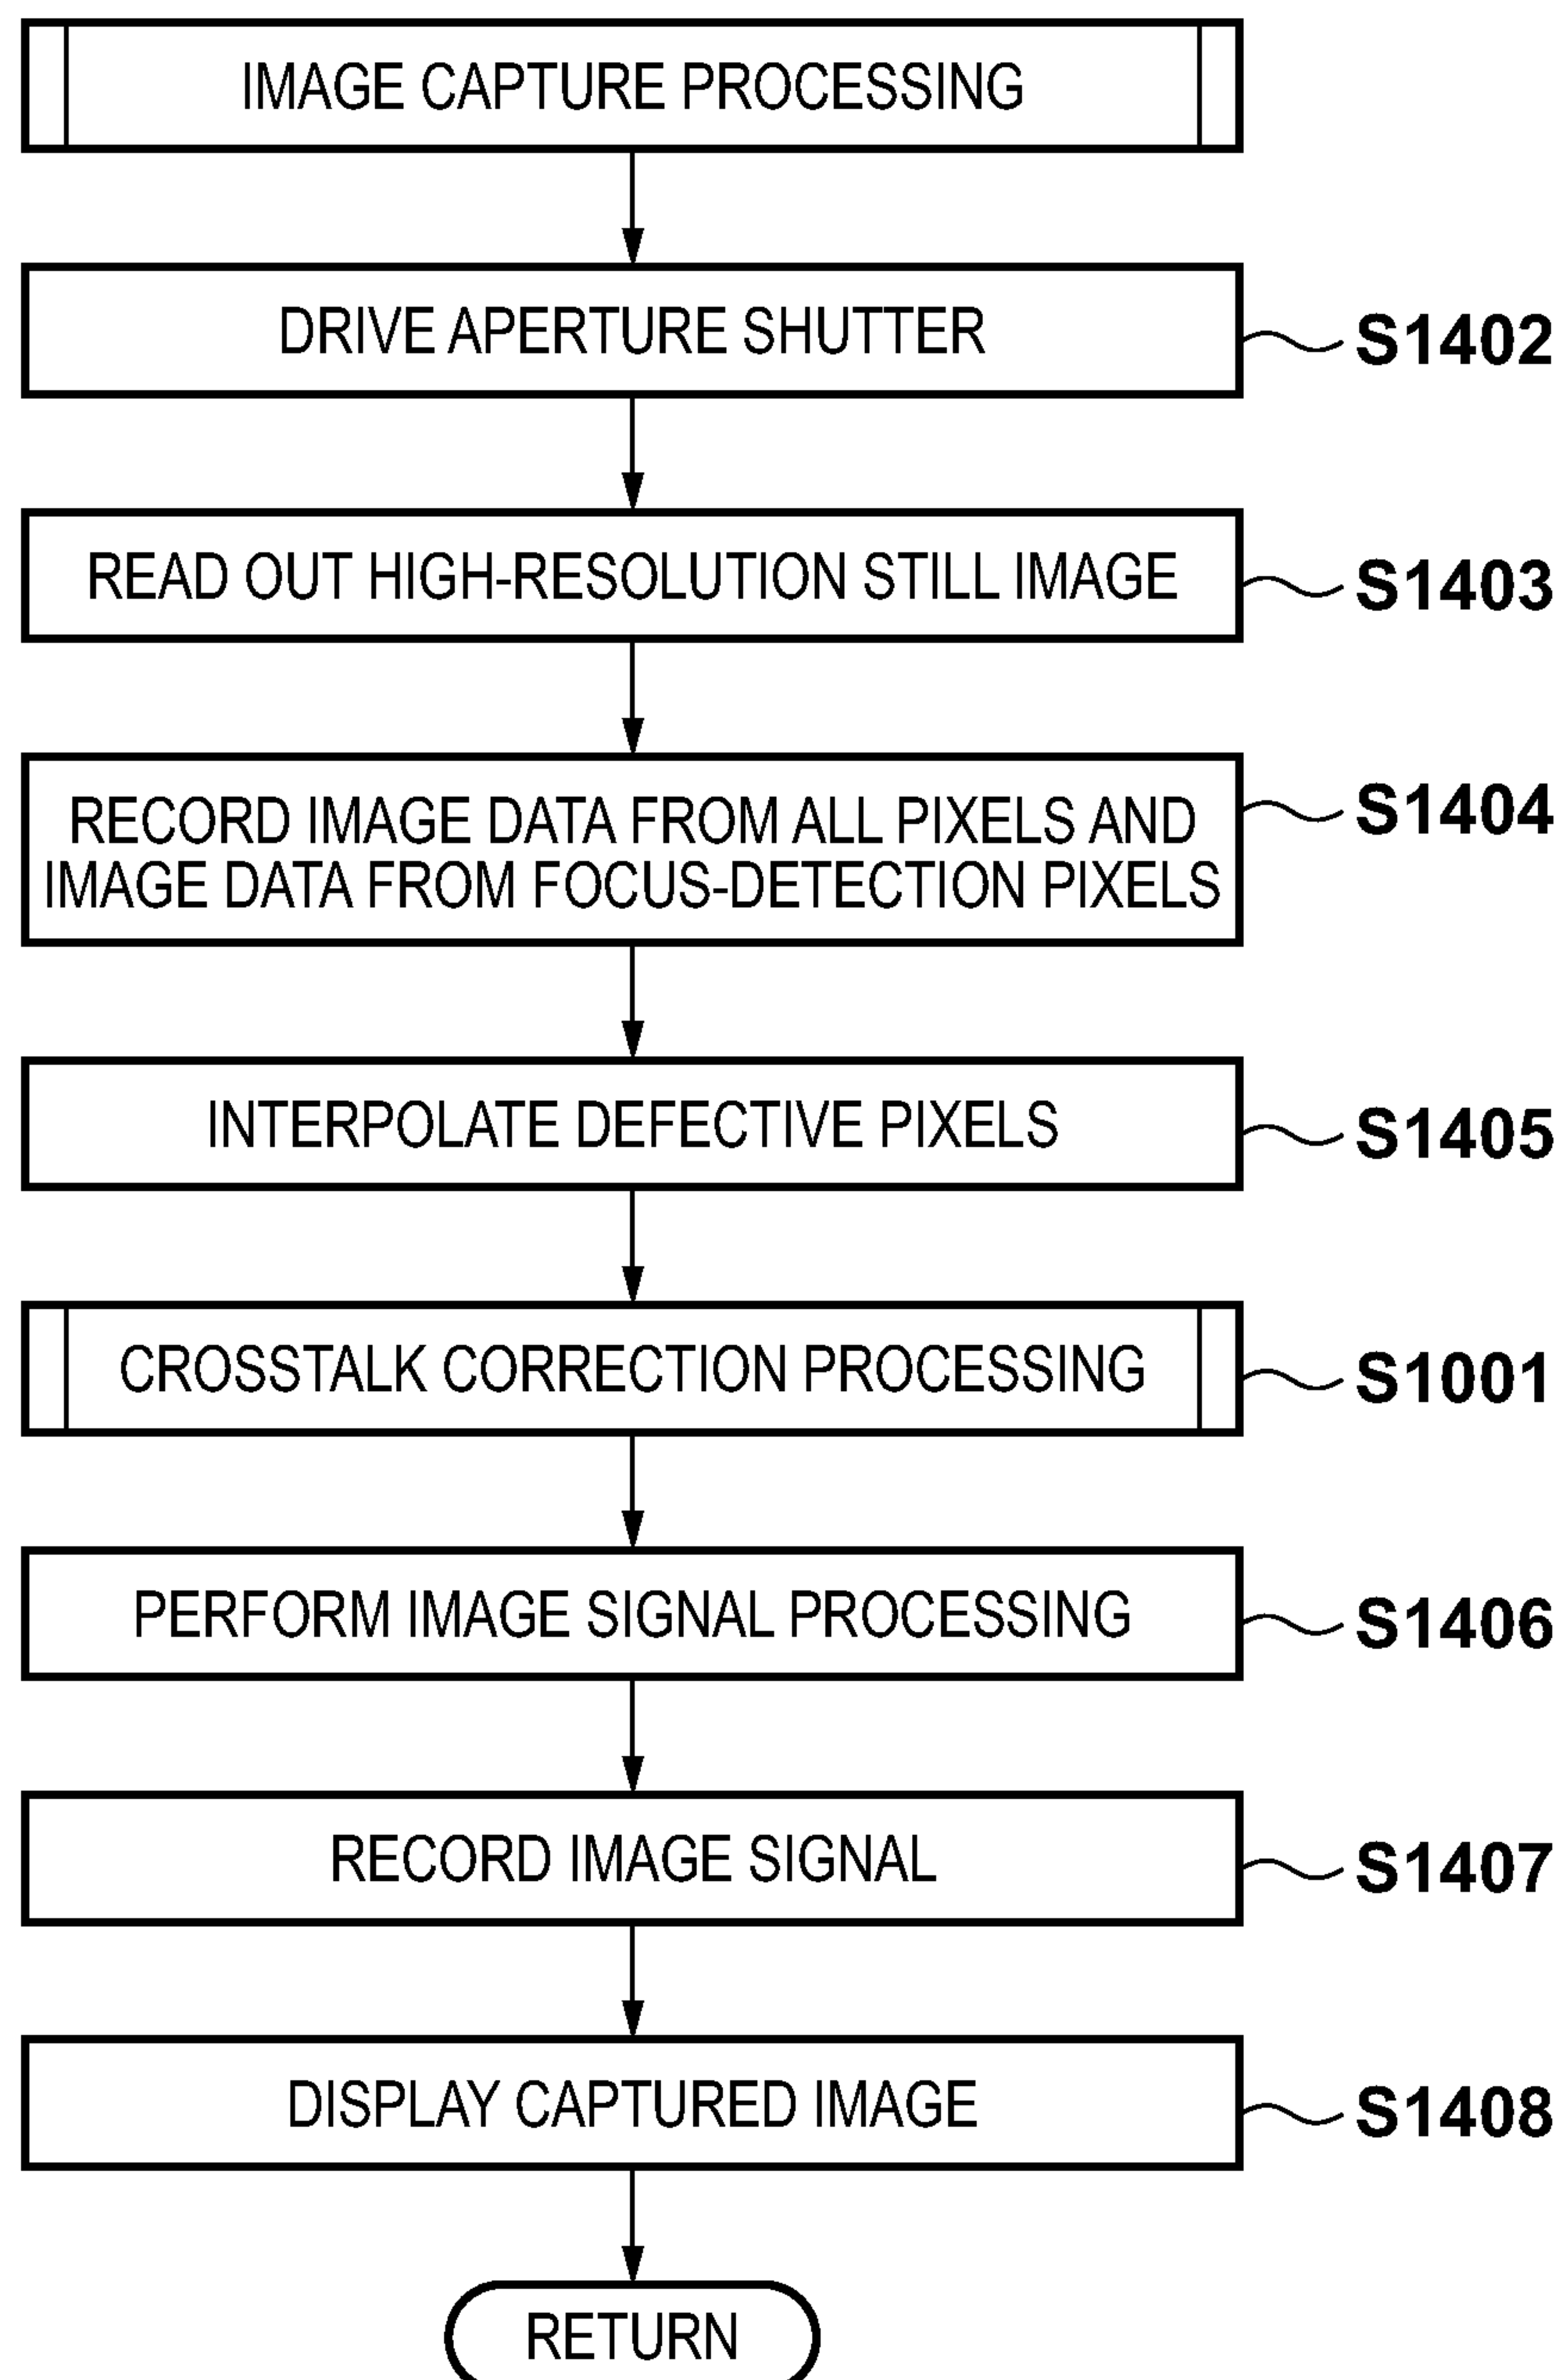 IMAGE CAPTURE PROCESSING
DRIVE APERTURE SHUTTER
S1402
READ OUT HIGH-RESOLUTION STILL IMAGE
S1403
RECORD IMAGE DATA FROM ALL PIXELS AND
IMAGE DATA FROM FOCUS-DETECTION PIXELS
S1404
INTERPOLATE DEFECTIVE PIXELS
S1405
CROSSTALK CORRECTION PROCESSING
S1001
PERFORM IMAGE SIGNAL PROCESSING
S1406
RECORD IMAGE SIGNAL
S1407
DISPLAY CAPTURED IMAGE
S1408
RETURN